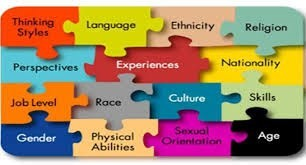 Thinking Styles
Language
Ethnicity
Religion
Perspectives
Experiences
Nationality
Job Level
Race
Culture
Skills
Gender
Physical Abilities
Sexual Orientation
Age